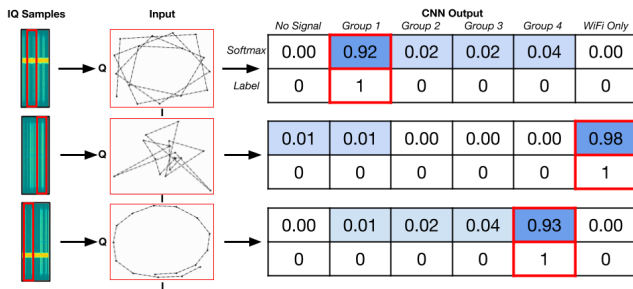 IQ Samples Input CNN Output
No Signal Group 1 Group 2 Group 3 Group 4 WiFi Only
Softmax 0.00 0.92 0.02 0.02 0.04 0.00
Q
Label 0 1 0 0 0 0
I
0.01 0.01 0.00 0.00 0.00 0.98
Q
0 0 0 0 0 1
I
0.00 0.01 0.02 0.04 0.93 0.00
Q
0 0 0 0 1 0
I